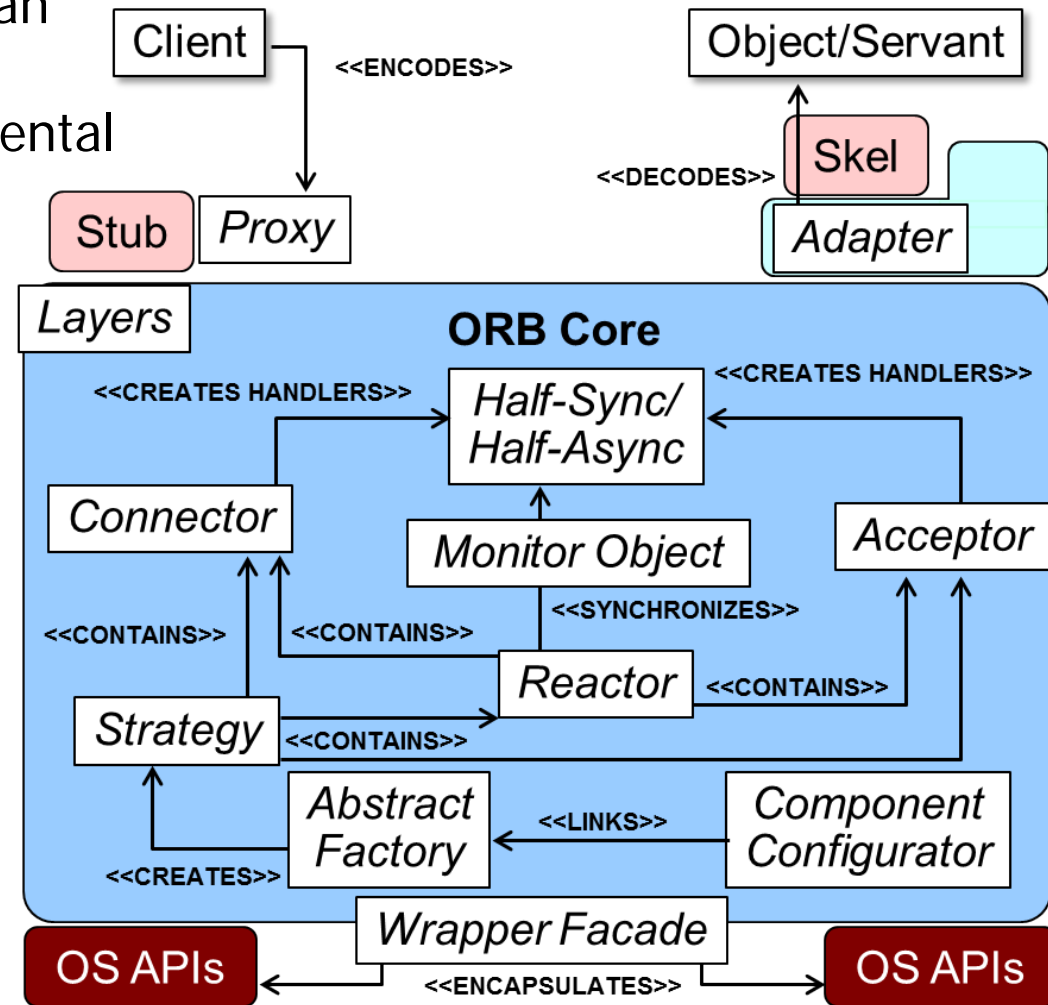 an
Client
Object/Servant
<<ENCODES>>
ental
Skel
<<DECODES>>
Stub
Proxy
Adapter
Layers
ORB Core
<<CREATES HANDLERS>>
<<CREATES HANDLERS>>
Half-Sync/
Half-Async
Connector
Monitor Object
Acceptor
<<SYNCHRONIZES>>
<<CONTAINS>>
<<CONTAINS>>
Reactor
<<CONTAINS>>
Strategy
<<CONTAINS>>
Abstract
Factory
<<LINKS>>
Component
Configurator
<<CREATES>>
Wrapper Facade
OS APIs
<<ENCAPSULATES>>
OS APIs